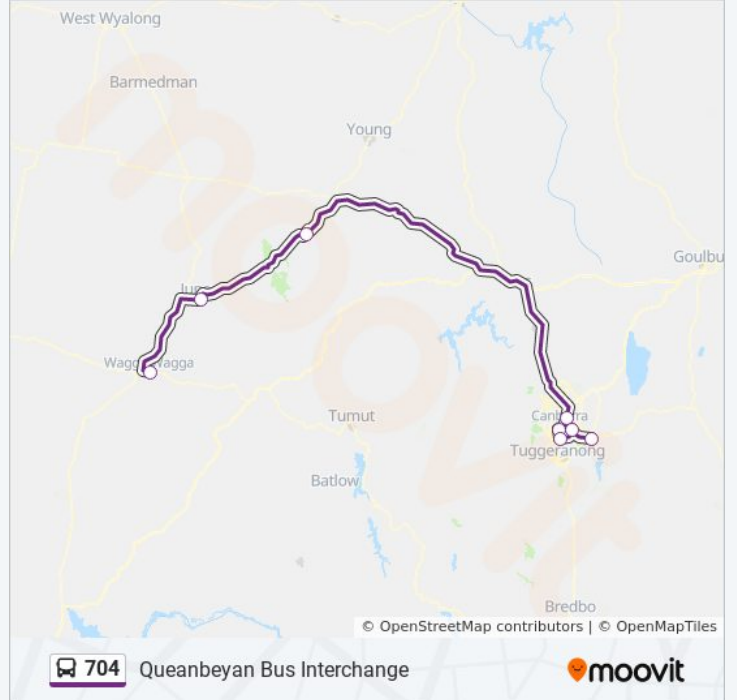 West Wyalong
Barmedman
Young
Goulbu
Wagga Wagga
Tumut
Canberra
Tuggeranong
Batlow
Bredbo
© OpenStreetMap contributors | © OpenMapTiles
704 Queanbeyan Bus Interchange
moovit